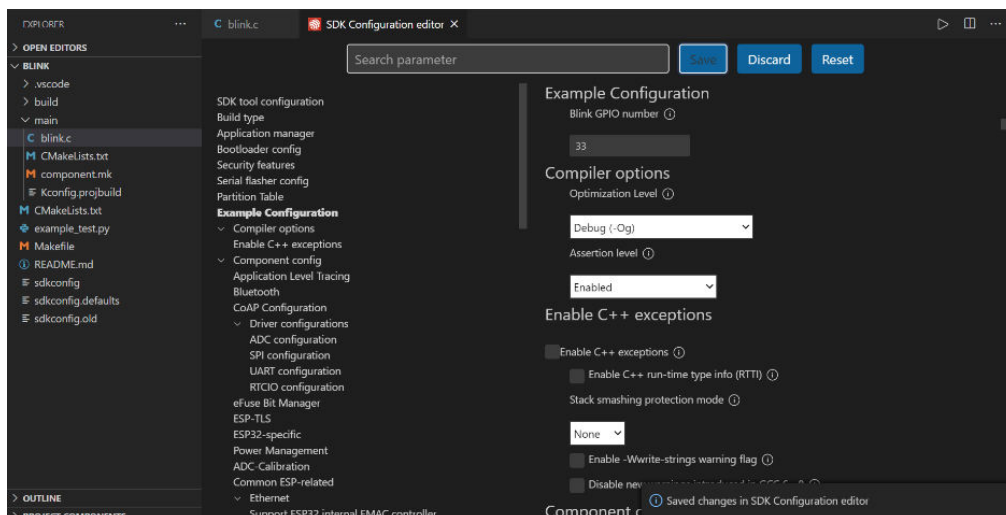 EXPLORER ...
C blink.c
SDK Configuration editor ×
> OPEN EDITORS
BLINK
> .vscode
> build
main
C blink.c
M CMakeLists.txt
M component.mk
Kconfig.projbuild
M CMakeLists.txt
example_test.py
M Makefile
README.md
sdkconfig
sdkconfig.defaults
sdkconfig.old
> OUTLINE
Search parameter
Save
Discard
Reset
SDK tool configuration
Build type
Application manager
Bootloader config
Security features
Serial flasher config
Partition Table
Example Configuration
Compiler options
Enable C++ exceptions
Component config
Application Level Tracing
Bluetooth
CoAP Configuration
Driver configurations
ADC configuration
SPI configuration
UART configuration
RTCIO configuration
eFuse Bit Manager
ESP-TLS
ESP32-specific
Power Management
ADC-Calibration
Common ESP-related
Ethernet
Support ESP32 internal EMAC controller
Example Configuration
Blink GPIO number
33
Compiler options
Optimization Level
Debug (-Og)
Assertion level
Enabled
Enable C++ exceptions
Enable C++ exceptions
Enable C++ run-time type info (RTTI)
Stack smashing protection mode
None
Enable -Wwrite-strings warning flag
Disable new
Component
Saved changes in SDK Configuration editor